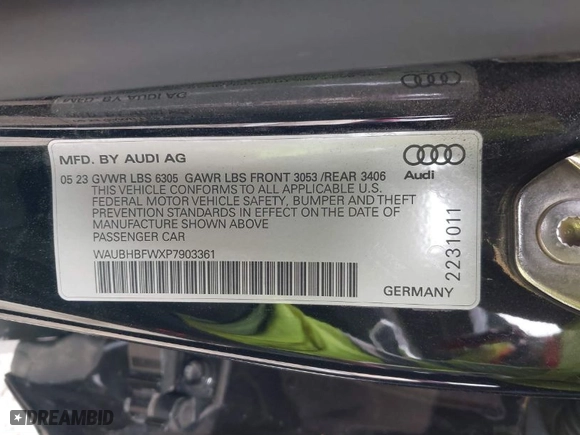 MFD. BY AUDI AG
05 23 GVWR LBS 6305 GAWR LBS FRONT 3053 /REAR 3406
THIS VEHICLE CONFORMS TO ALL APPLICABLE U.S.
FEDERAL MOTOR VEHICLE SAFETY, BUMPER AND THEFT
PREVENTION STANDARDS IN EFFECT ON THE DATE OF
MANUFACTURE SHOWN ABOVE
PASSENGER CAR
WAUBHBFWXP7903361
Audi
2231011
GERMANY
DREAMBID